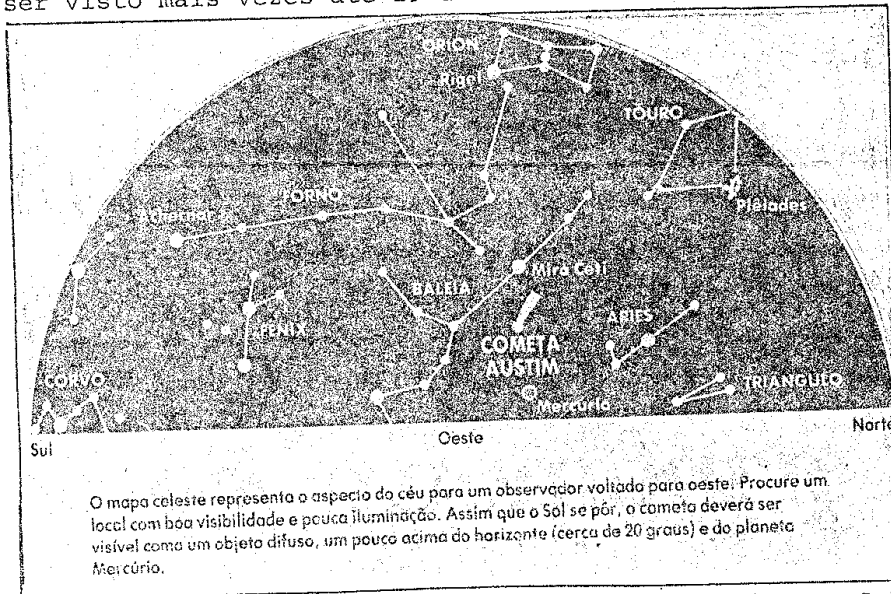 ser visto mais vezes até
ORION
Rigel
TOURO
FORNO
Achernar
Plêiades
Mira Ceti
BALEIA
FENIX
ARIES
COMETA
AUSTIM
CORVO
TRIANGULO
Mercúrio
Sul
Oeste
Norte
O mapa celeste representa o aspecto do céu para um observador voltado para oeste. Procure um
local com boa visibilidade e pouca iluminação. Assim que o Sol se pôr, o cometa deverá ser
visível como um objeto difuso, um pouco acima do horizonte (cerca de 20 graus) e do planeta
Mercúrio.